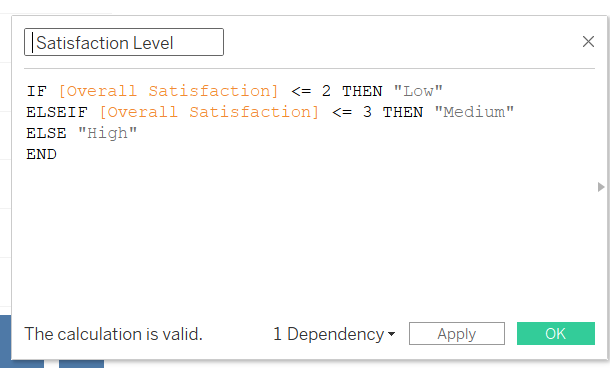 Satisfaction Level
IF [Overall Satisfaction] <= 2 THEN "Low"
ELSEIF [Overall Satisfaction] <= 3 THEN "Medium"
ELSE "High"
END
The calculation is valid.
1 Dependency
Apply
OK